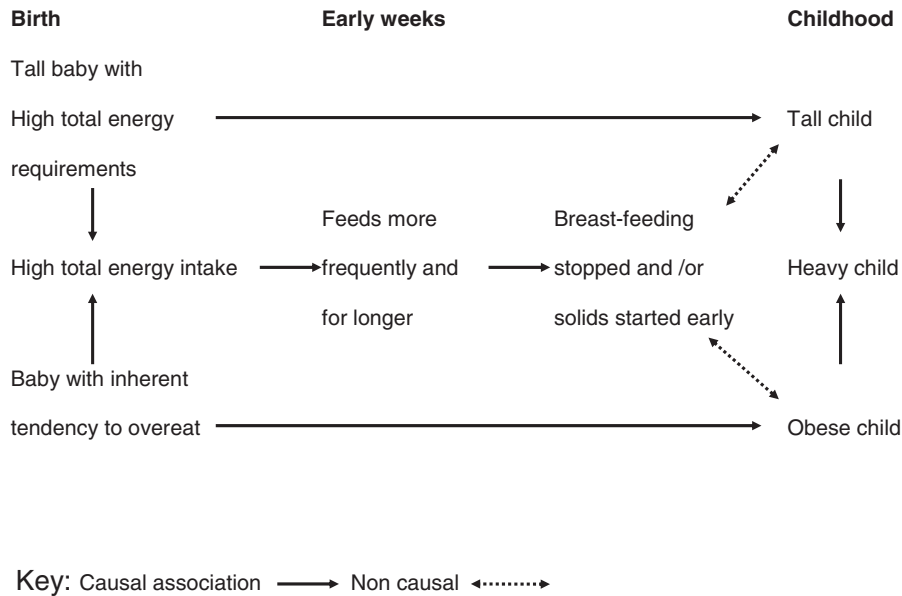 Birth Early weeks Childhood
Tall baby with
High total energy Tall child
requirements
Feeds more Breast-feeding
High total energy intake frequently and stopped and /or Heavy child
for longer solids started early
Baby with inherent
tendency to overeat Obese child
Key: Causal association Non causal